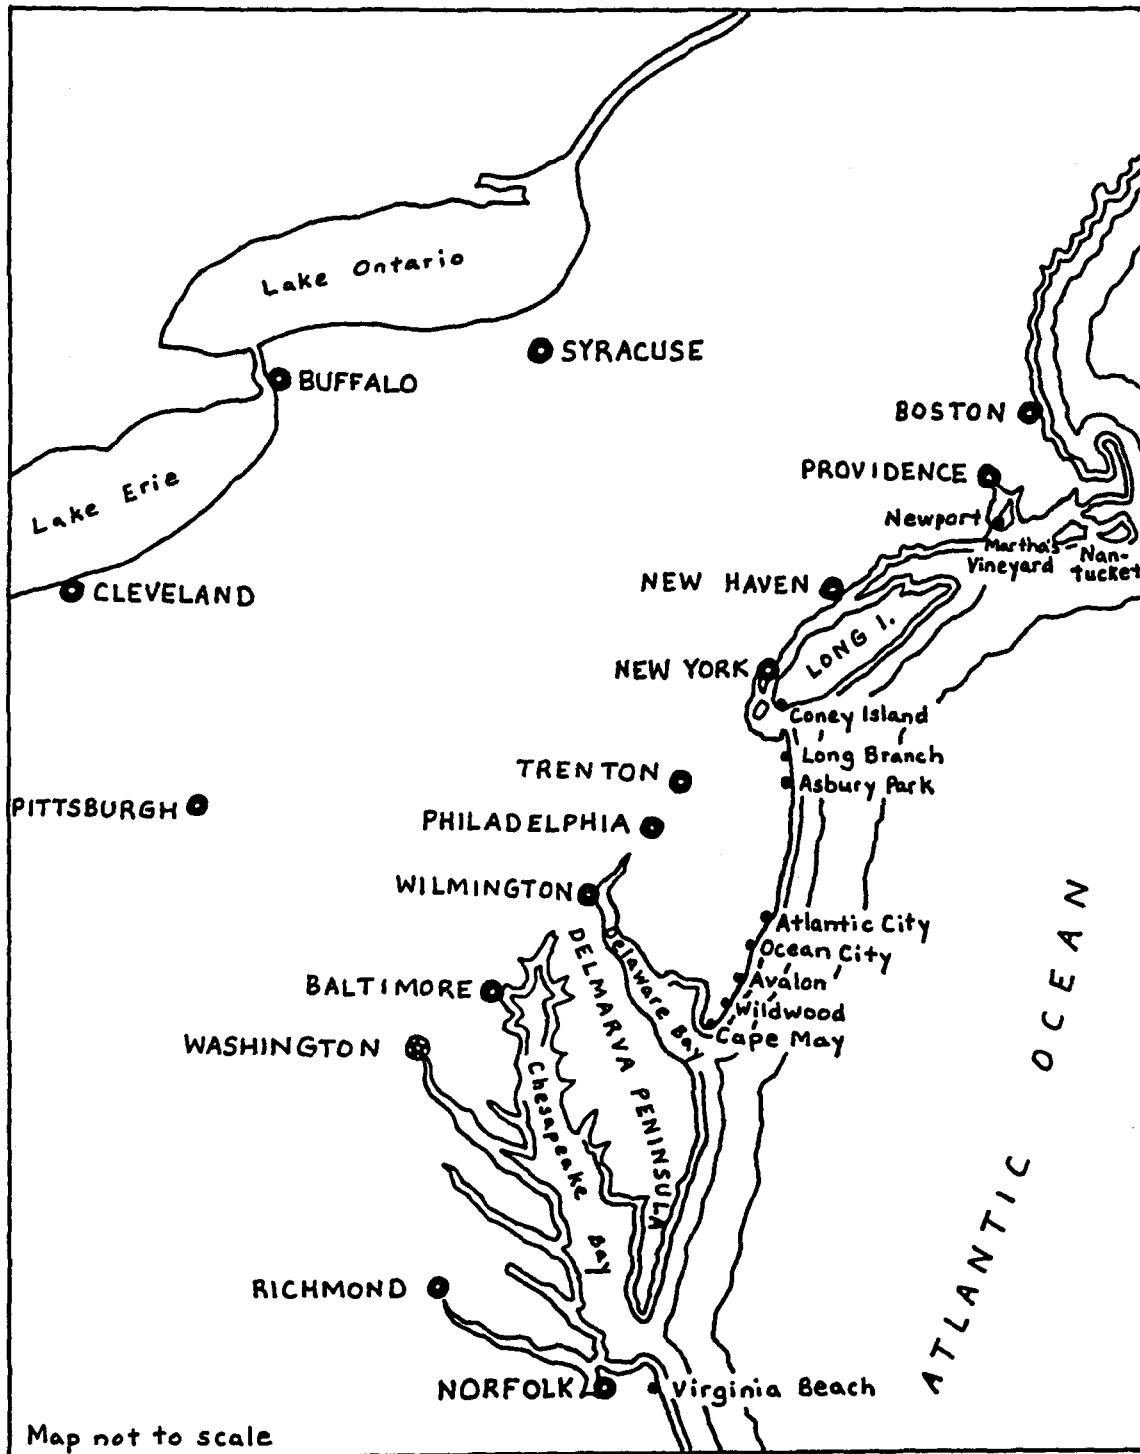 Lake Ontario
SYRACUSE
BUFFALO
BOSTON
PROVIDENCE
Lake Erie
Newport
Martha's
Vineyard
Nan-
tucket
NEW HAVEN
CLEVELAND
LONG I.
NEW YORK
Coney Island
Long Branch
TRENTON
Asbury Park
PITTSBURGH
PHILADELPHIA
WILMINGTON
Atlantic City
Ocean City
Delaware Bay
DELMARVA PENINSULA
Avalon
BALTIMORE
Wildwood
Cape May
WASHINGTON
Chesapeake Bay
ATLANTIC OCEAN
RICHMOND
NORFOLK
Virginia Beach
Map not to scale